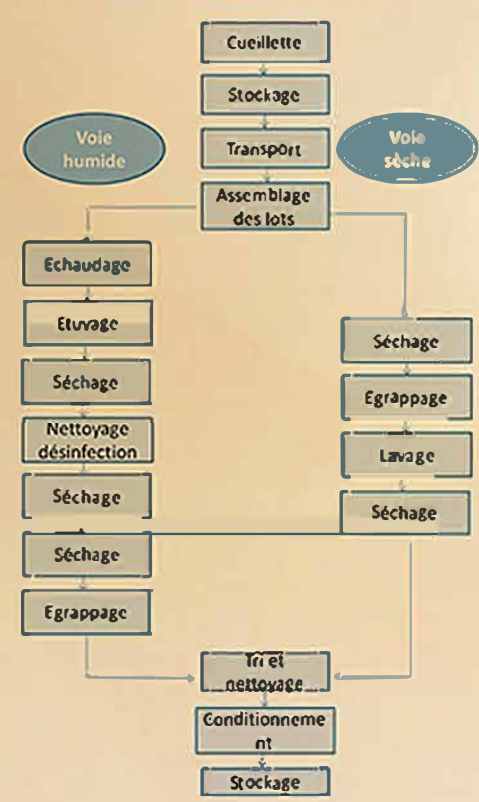 Cueillette
Stockage
Transport
Assemblage
des lots
Voie
humide
Echaudage
Etuvage
Séchage
Nettoyage
désinfection
Séchage
Séchage
Egrappage
Voie
sèche
Séchage
Egrappage
Lavage
Séchage
Tri et
nettoyage
Conditionneme
nt
Stockage